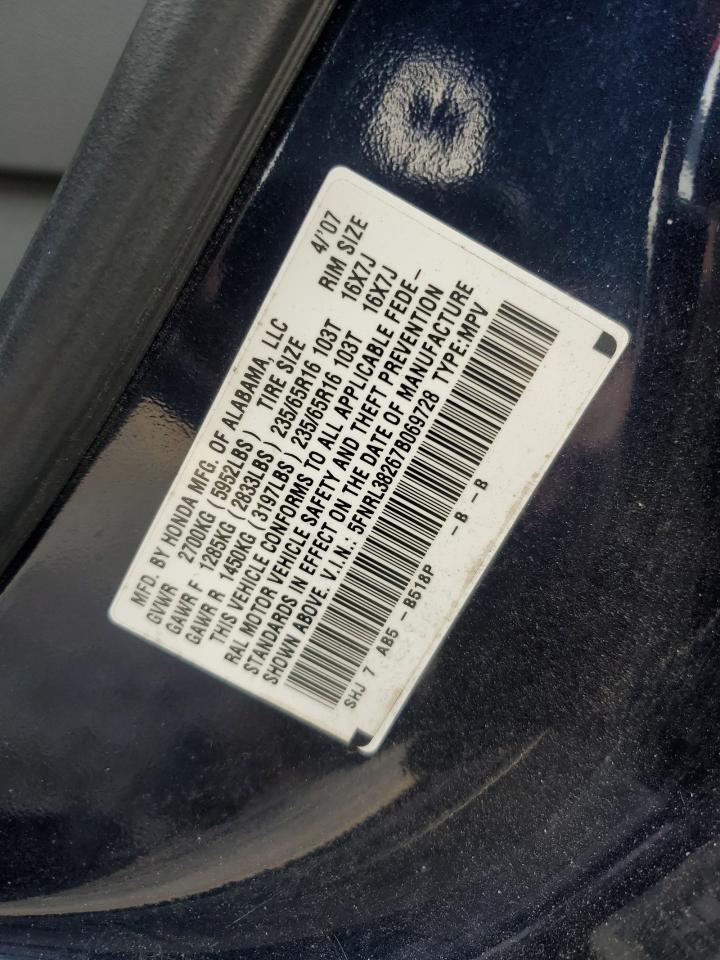 MFD. BY HONDA MFG. OF ALABAMA, LLC 4/'07
GVWR 2700KG (5952LBS) TIRE SIZE RIM SIZE
GAWR F 1285KG (2833LBS) 235/65R16 103T 16X7J
GAWR R 1450KG (3197LBS) 235/65R16 103T 16X7J
THIS VEHICLE CONFORMS TO ALL APPLICABLE FEDE-
RAL MOTOR VEHICLE SAFETY AND THEFT PREVENTION
STANDARDS IN EFFECT ON THE DATE OF MANUFACTURE
SHOWN ABOVE. V.I.N.: 5FNRL38267B069728 TYPE:MPV
SHJ 7 AB5 -B518P -B -B